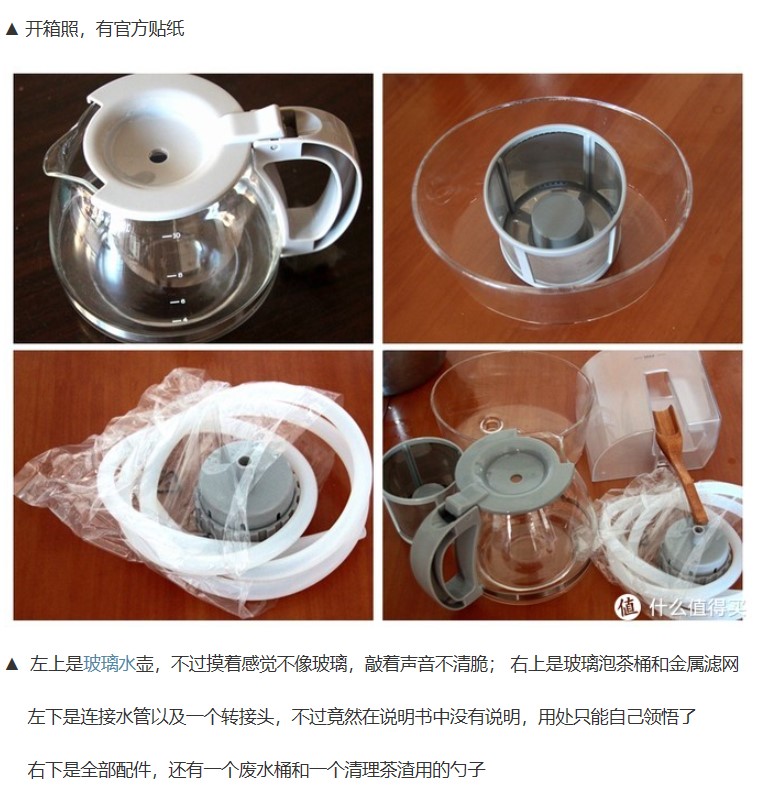 ▲ 开箱照，有官方贴纸
10
8
6
4
值 什么值得买
▲ 左上是玻璃水壶，不过摸着感觉不像玻璃，敲着声音不清脆； 右上是玻璃泡茶桶和金属滤网
左下是连接水管以及一个转接头，不过竟然在说明书中没有说明，用处只能自己领悟了
右下是全部配件，还有一个废水桶和一个清理茶渣用的勺子